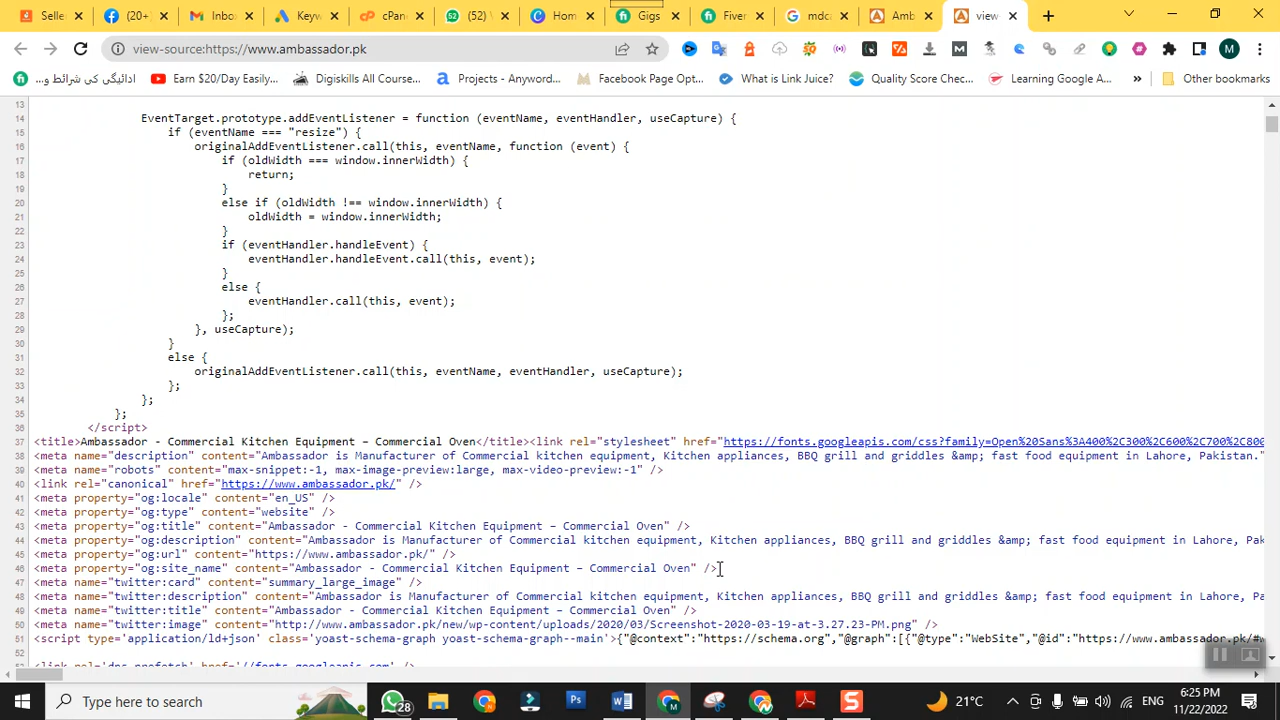 Selle
(20+)
Inbo
Keyw
cPan
(52)
Hom
Gigs
Fiver
mdca
Amb
view-
view-source:https://www.ambassador.pk
ادائیگی کی شرائط و...
Earn $20/Day Easily...
Digiskills All Course...
Projects - Anyword...
Facebook Page Opt...
What is Link Juice?
Quality Score Chec...
Learning Google A...
Other bookmarks
13
14 EventTarget.prototype.addEventListener = function (eventName, eventHandler, useCapture) {
15 if (eventName === "resize") {
16 originalAddEventListener.call(this, eventName, function (event) {
17 if (oldWidth === window.innerWidth) {
18 return;
19 }
20 else if (oldWidth !== window.innerWidth) {
21 oldWidth = window.innerWidth;
22 }
23 if (eventHandler.handleEvent) {
24 eventHandler.handleEvent.call(this, event);
25 }
26 else {
27 eventHandler.call(this, event);
28 };
29 }, useCapture);
30 }
31 else {
32 originalAddEventListener.call(this, eventName, eventHandler, useCapture);
33 };
34 };
35 };
36 </script>
37 <title>Ambassador - Commercial Kitchen Equipment – Commercial Oven</title><link rel="stylesheet" href="https://fonts.googleapis.com/css?family=Open%20Sans%3A400%2C300%2C600%2C700%2C800
38 <meta name="description" content="Ambassador is Manufacturer of Commercial kitchen equipment, Kitchen appliances, BBQ grill and griddles &amp; fast food equipment in Lahore, Pakistan."
39 <meta name="robots" content="max-snippet:-1, max-image-preview:large, max-video-preview:-1" />
40 <link rel="canonical" href="https://www.ambassador.pk/" />
41 <meta property="og:locale" content="en_US" />
42 <meta property="og:type" content="website" />
43 <meta property="og:title" content="Ambassador - Commercial Kitchen Equipment – Commercial Oven" />
44 <meta property="og:description" content="Ambassador is Manufacturer of Commercial kitchen equipment, Kitchen appliances, BBQ grill and griddles &amp; fast food equipment in Lahore, Pak
45 <meta property="og:url" content="https://www.ambassador.pk/" />
46 <meta property="og:site_name" content="Ambassador - Commercial Kitchen Equipment – Commercial Oven" />
47 <meta name="twitter:card" content="summary_large_image" />
48 <meta name="twitter:description" content="Ambassador is Manufacturer of Commercial kitchen equipment, Kitchen appliances, BBQ grill and griddles &amp; fast food equipment in Lahore, Pa
49 <meta name="twitter:title" content="Ambassador - Commercial Kitchen Equipment – Commercial Oven" />
50 <meta name="twitter:image" content="http://www.ambassador.pk/new/wp-content/uploads/2020/03/Screenshot-2020-03-19-at-3.27.23-PM.png" />
51 <script type='application/ld+json' class='yoast-schema-graph yoast-schema-graph--main'>{"@context":"https://schema.org","@graph":[{"@type":"WebSite","@id":"https://www.ambassador.pk/#w
52
<link rel='dns-prefetch' href='//fonts.googleapis.com' />
Type here to search
28
21°C
ENG
6:25 PM
11/22/2022